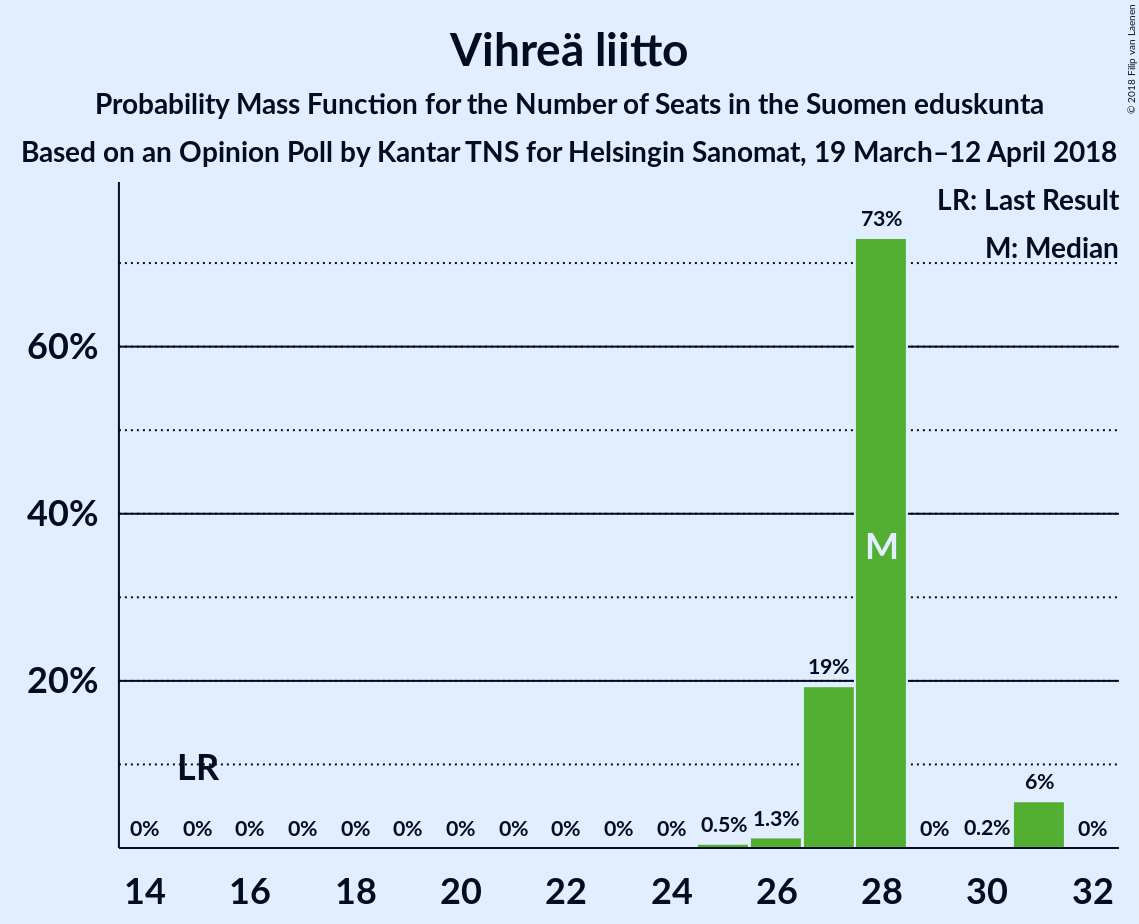 Vihreä liitto
Probability Mass Function for the Number of Seats in the Suomen eduskunta
Based on an Opinion Poll by Kantar TNS for Helsingin Sanomat, 19 March–12 April 2018
© 2018 Filip van Laenen
LR: Last Result
M: Median
73%
60%
40%
M
20%
19%
LR
6%
0% 0% 0% 0% 0% 0% 0% 0% 0% 0% 0% 0.5% 1.3% 0% 0.2% 0%
14 16 18 20 22 24 26 28 30 32